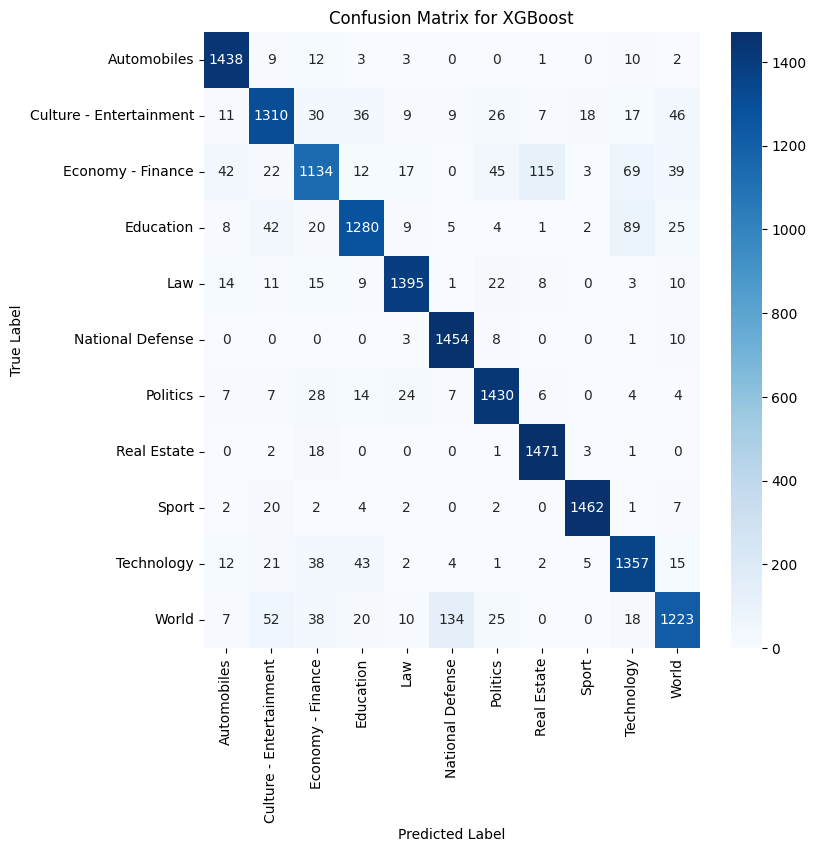 Confusion Matrix for XGBoost
Automobiles 1438 9 12 3 3 0 0 1 0 10 2
Culture - Entertainment 11 1310 30 36 9 9 26 7 18 17 46
Economy - Finance 42 22 1134 12 17 0 45 115 3 69 39
Education 8 42 20 1280 9 5 4 1 2 89 25
Law 14 11 15 9 1395 1 22 8 0 3 10
National Defense 0 0 0 0 3 1454 8 0 0 1 10
Politics 7 7 28 14 24 7 1430 6 0 4 4
Real Estate 0 2 18 0 0 0 1 1471 3 1 0
Sport 2 20 2 4 2 0 2 0 1462 1 7
Technology 12 21 38 43 2 4 1 2 5 1357 15
World 7 52 38 20 10 134 25 0 0 18 1223
True Label
Automobiles
Culture - Entertainment
Economy - Finance
Education
Law
National Defense
Politics
Real Estate
Sport
Technology
World
Predicted Label
1400
1200
1000
800
600
400
200
0